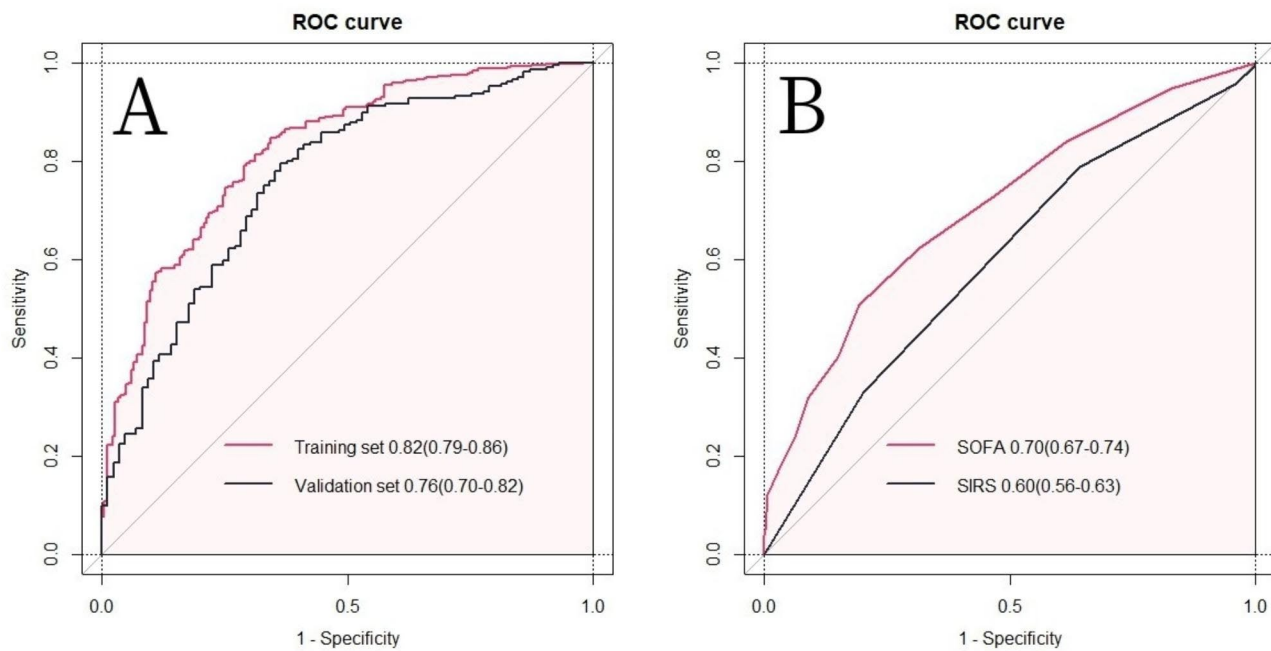 ROC curve
A
1.0
0.8
0.6
0.4
0.2
0.0
Sensitivity
Training set 0.82(0.79-0.86)
Validation set 0.76(0.70-0.82)
0.0 0.5 1.0
1 - Specificity
ROC curve
B
1.0
0.8
0.6
0.4
0.2
0.0
Sensitivity
SOFA 0.70(0.67-0.74)
SIRS 0.60(0.56-0.63)
0.0 0.5 1.0
1 - Specificity